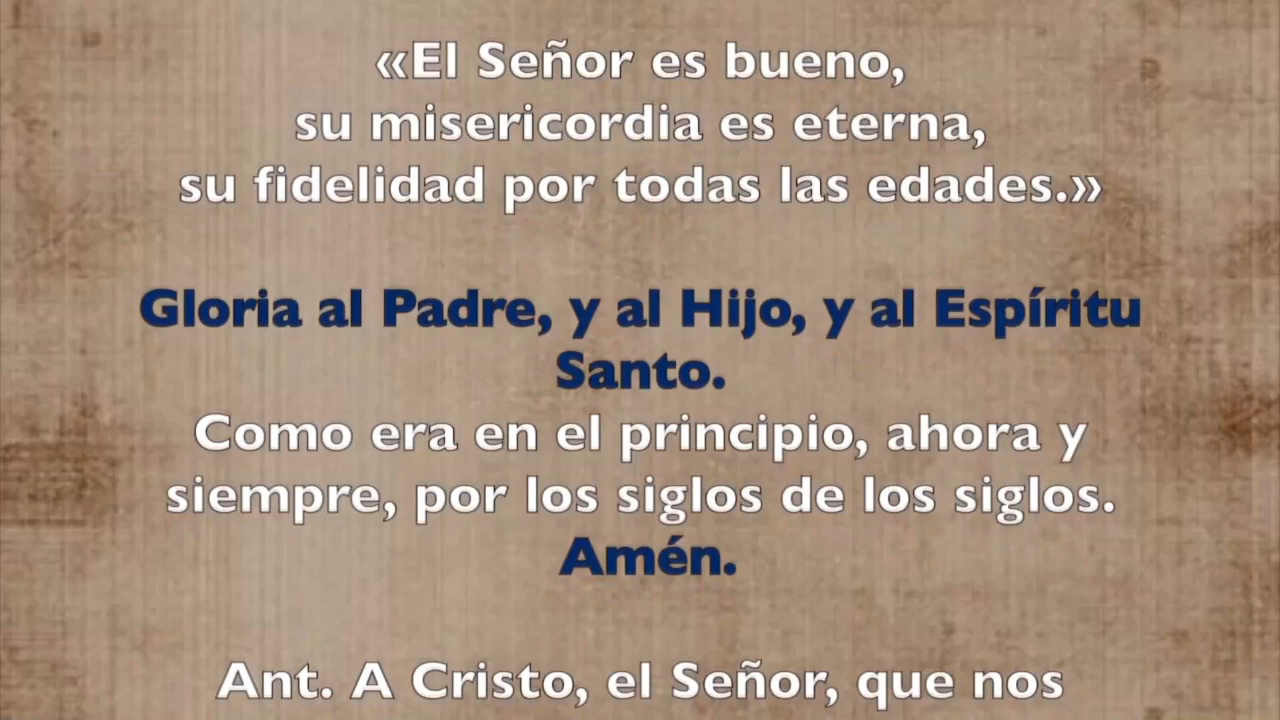 «El Señor es bueno,
su misericordia es eterna,
su fidelidad por todas las edades.»
Gloria al Padre, y al Hijo, y al Espíritu
Santo.
Como era en el principio, ahora y
siempre, por los siglos de los siglos.
Amén.
Ant. A Cristo, el Señor, que nos